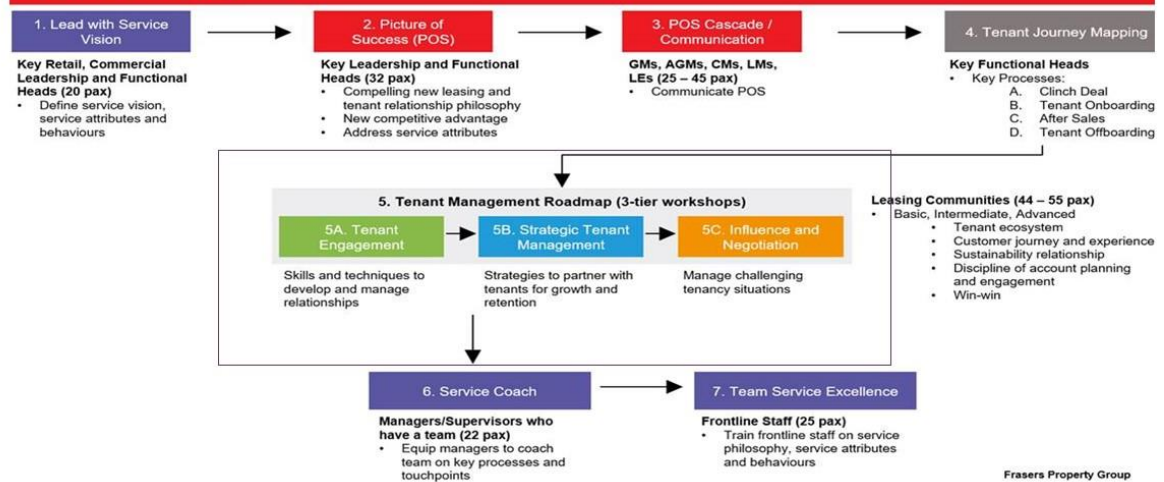 1. Lead with Service
Vision
Key Retail, Commercial
Leadership and Functional
Heads (20 pax)
• Define service vision,
service attributes and
behaviours
2. Picture of
Success (POS)
Key Leadership and Functional
Heads (32 pax)
• Compelling new leasing and
tenant relationship philosophy
• New competitive advantage
• Address service attributes
3. POS Cascade /
Communication
GMs, AGMs, CMs, LMs,
LEs (25 – 45 pax)
• Communicate POS
4. Tenant Journey Mapping
Key Functional Heads
• Key Processes:
A. Clinch Deal
B. Tenant Onboarding
C. After Sales
D. Tenant Offboarding
5. Tenant Management Roadmap (3-tier workshops)
5A. Tenant
Engagement
Skills and techniques to
develop and manage
relationships
5B. Strategic Tenant
Management
Strategies to partner with
tenants for growth and
retention
5C. Influence and
Negotiation
Manage challenging
tenancy situations
Leasing Communities (44 – 55 pax)
• Basic, Intermediate, Advanced
• Tenant ecosystem
• Customer journey and experience
• Sustainability relationship
• Discipline of account planning
and engagement
• Win-win
6. Service Coach
Managers/Supervisors who
have a team (22 pax)
• Equip managers to coach
team on key processes and
touchpoints
7. Team Service Excellence
Frontline Staff (25 pax)
• Train frontline staff on service
philosophy, service attributes
and behaviours
Frasers Property Group